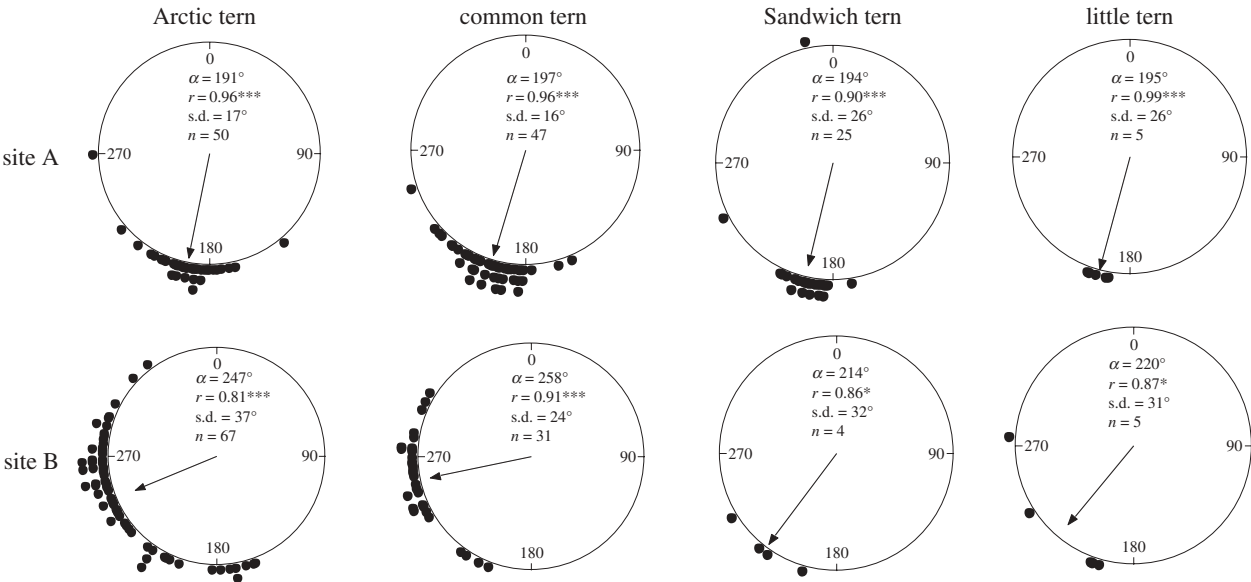 Arctic tern
common tern
Sandwich tern
little tern
site A
0
α = 191°
r = 0.96***
s.d. = 17°
n = 50
270
90
180
0
α = 197°
r = 0.96***
s.d. = 16°
n = 47
270
90
180
0
α = 194°
r = 0.90***
s.d. = 26°
n = 25
270
90
180
0
α = 195°
r = 0.99***
s.d. = 26°
n = 5
270
90
180
site B
0
α = 247°
r = 0.81***
s.d. = 37°
n = 67
270
90
180
0
α = 258°
r = 0.91***
s.d. = 24°
n = 31
270
90
180
0
α = 214°
r = 0.86*
s.d. = 32°
n = 4
270
90
180
0
α = 220°
r = 0.87*
s.d. = 31°
n = 5
270
90
180